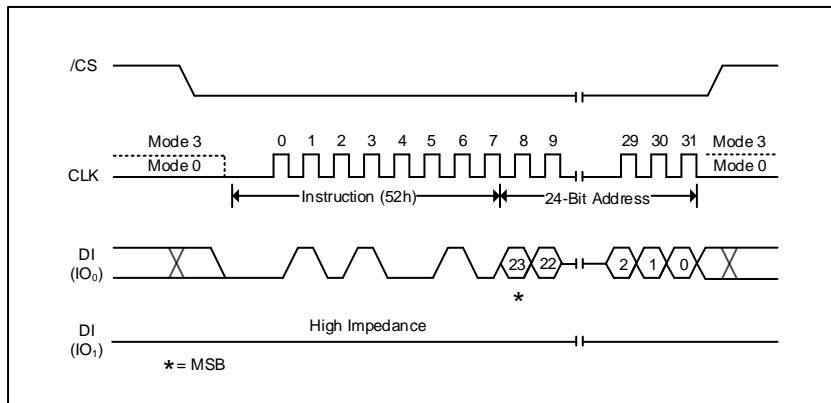 /CS
Mode 3 0 1 2 3 4 5 6 7 8 9 29 30 31 Mode 3
Mode 0 Mode 0
CLK
Instruction (52h) 24-Bit Address
DI
(IO₀)
23 22 2 1 0
*
High Impedance
DI
(IO₁)
* = MSB